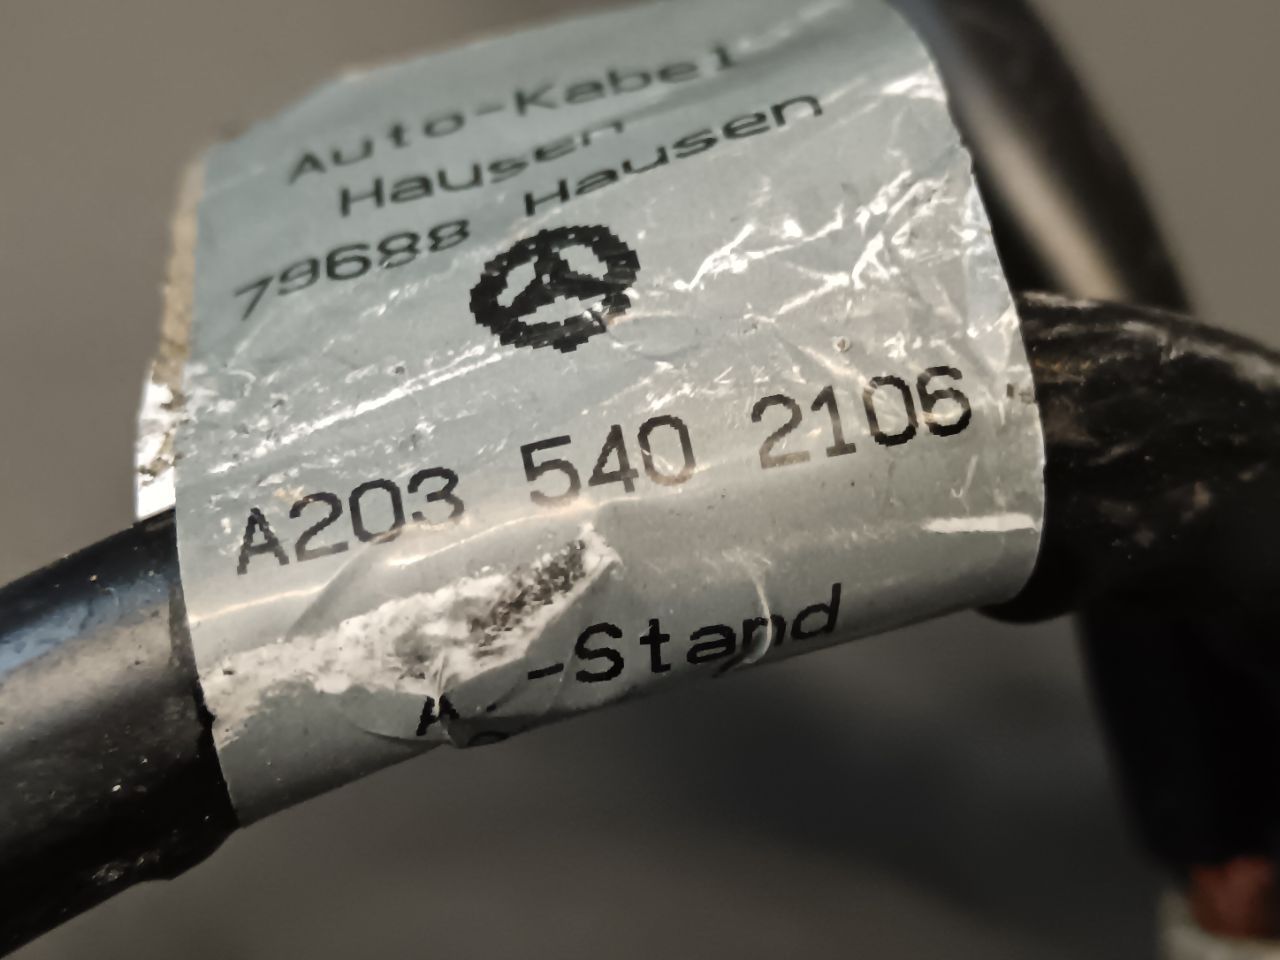 Auto-Kabel
Hausen
79688 Hausen
A203 540 2106
-Stand